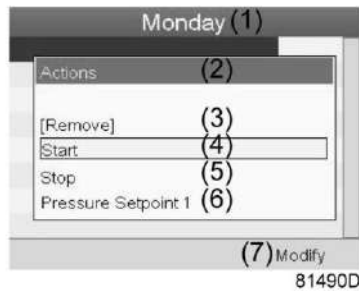 Monday (1)
Actions (2)
[Remove] (3)
Start (4)
Stop (5)
Pressure Setpoint 1 (6)
(7) Modify
81490D